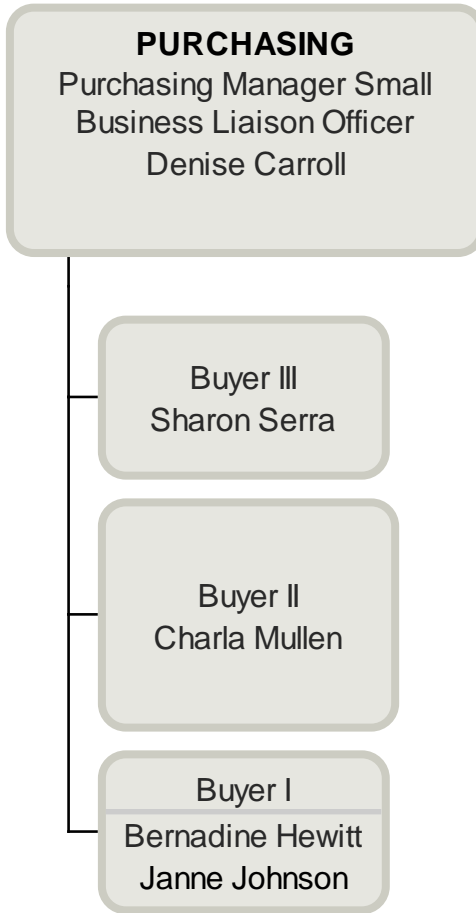 PURCHASING
Purchasing Manager Small
Business Liaison Officer
Denise Carroll
Buyer III
Sharon Serra
Buyer II
Charla Mullen
Buyer I
Bernadine Hewitt
Janne Johnson